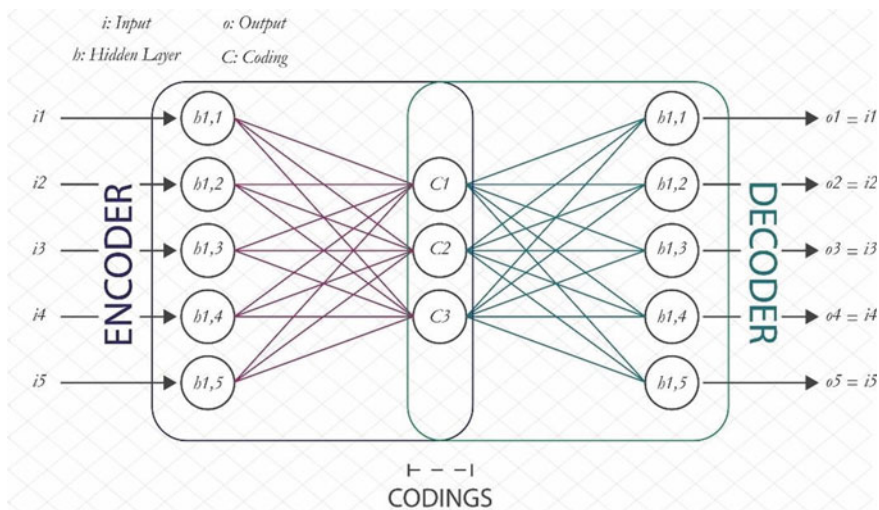 i: Input o: Output
h: Hidden Layer C: Coding
i1 h1,1 h1,1 o1 = i1
i2 h1,2 C1 h1,2 o2 = i2
i3 h1,3 C2 h1,3 o3 = i3
i4 h1,4 C3 h1,4 o4 = i4
i5 h1,5 h1,5 o5 = i5
ENCODER
DECODER
CODINGS